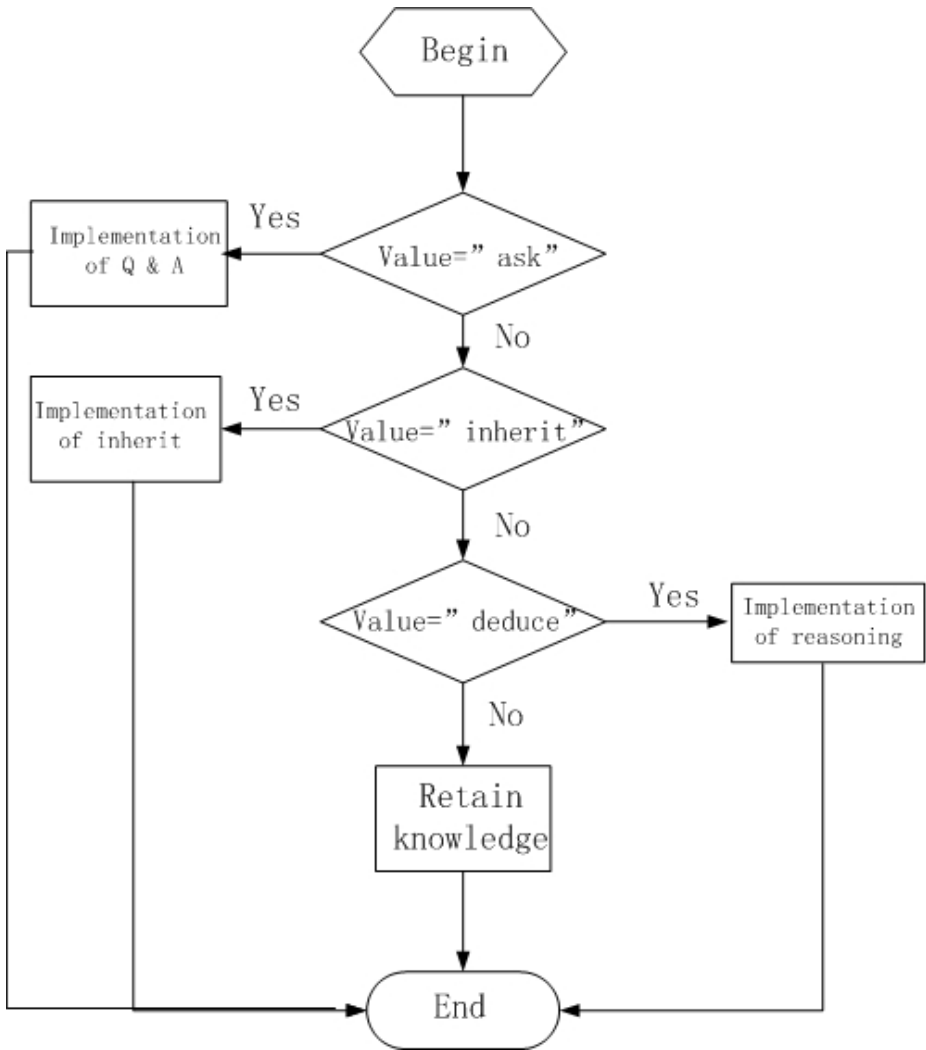 Begin
Yes
Implementation
of Q & A
Value=” ask”
No
Yes
Implementation
of inherit
Value=” inherit”
No
Value=” deduce”
Yes
Implementation
of reasoning
No
Retain
knowledge
End